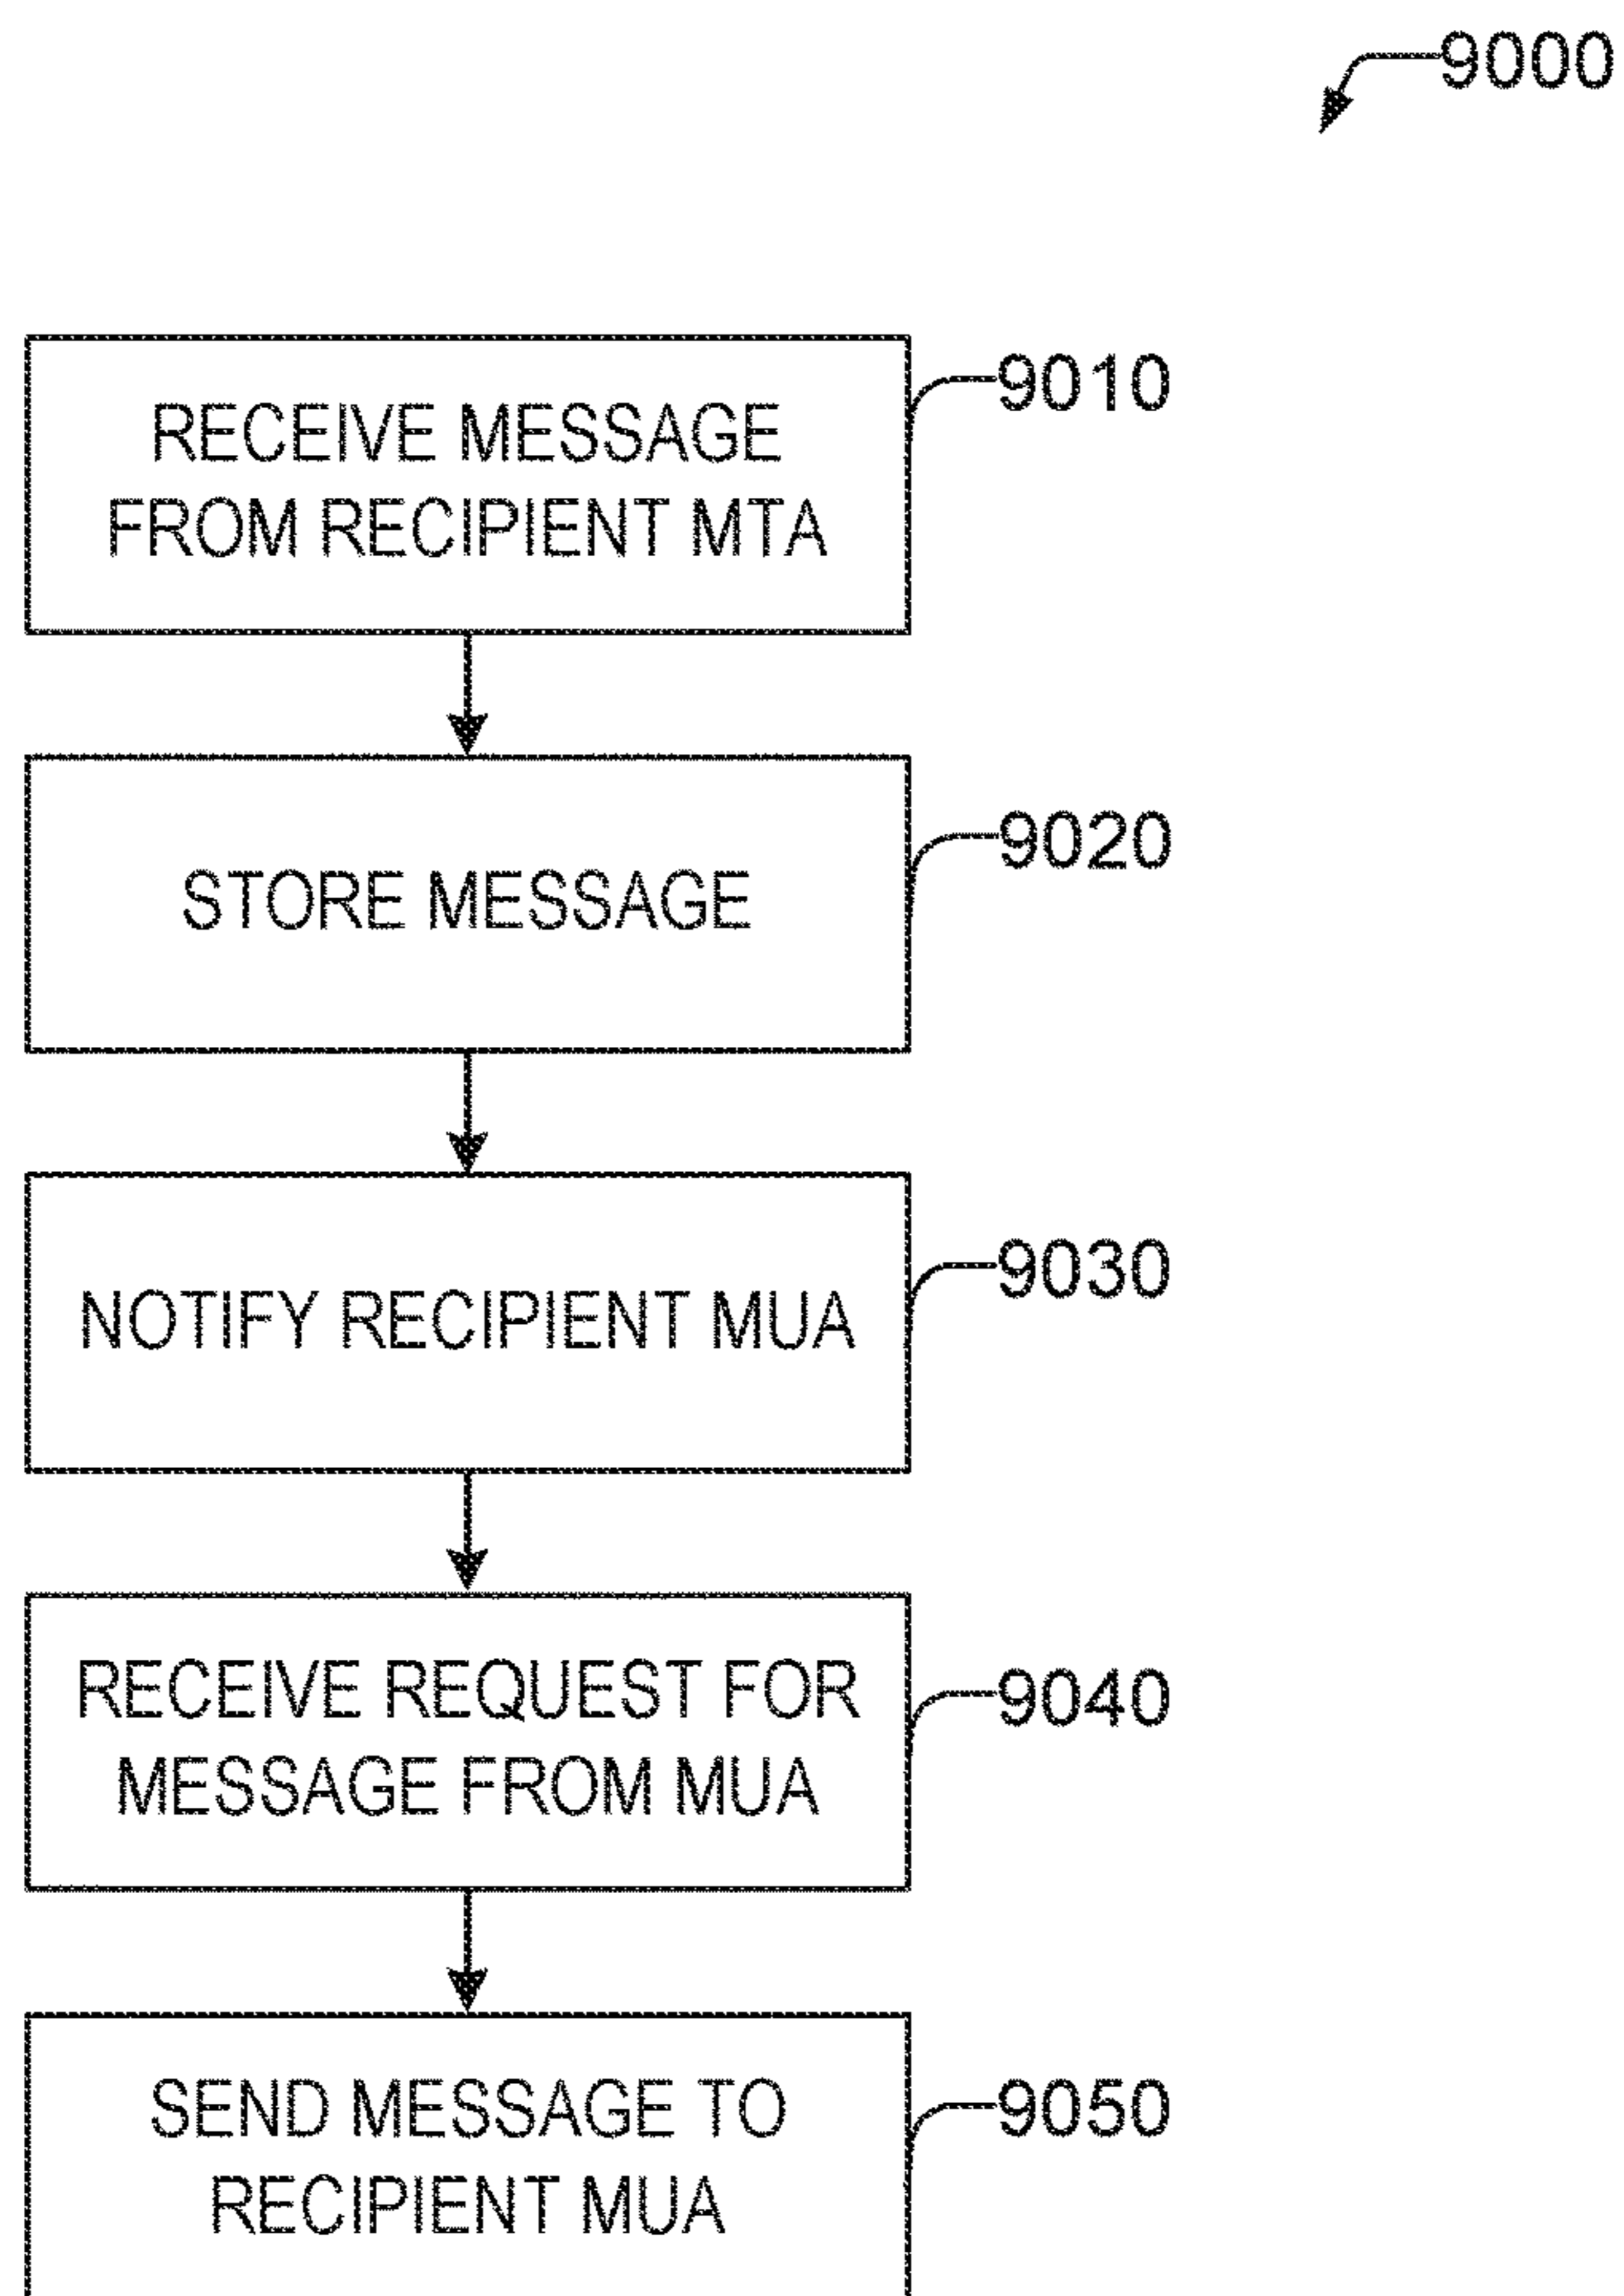 9000
RECEIVE MESSAGE
FROM RECIPIENT MTA
9010
STORE MESSAGE
9020
NOTIFY RECIPIENT MUA
9030
RECEIVE REQUEST FOR
MESSAGE FROM MUA
9040
SEND MESSAGE TO
RECIPIENT MUA
9050